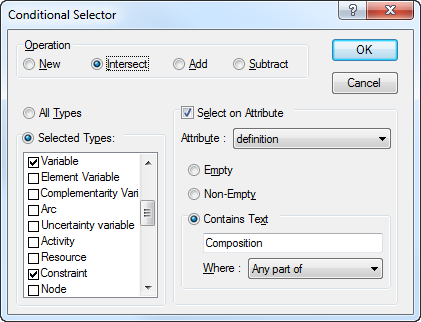 Conditional Selector
Operation
New
Intersect
Add
Subtract
OK
Cancel
All Types
Selected Types:
Variable
Element Variable
Complementarity Vari
Arc
Uncertainty variable
Activity
Resource
Constraint
Node
Select on Attribute
Attribute : definition
Empty
Non-Empty
Contains Text
Composition
Where : Any part of